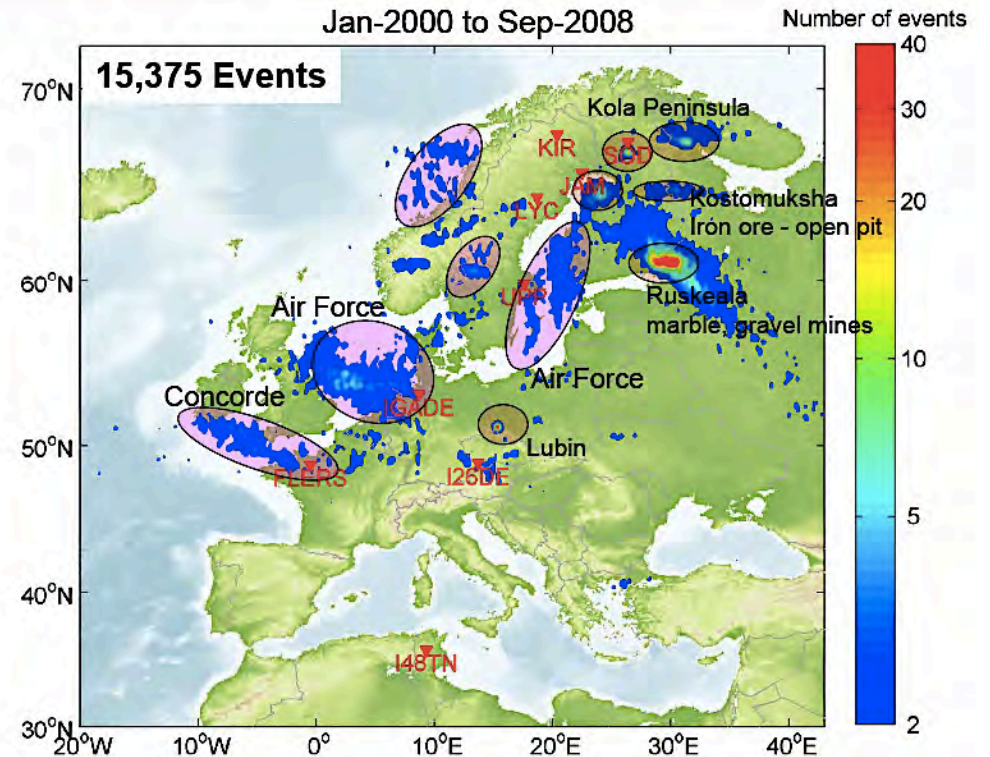 Jan-2000 to Sep-2008
Number of events
15,375 Events
40
30
20
10
5
2
70°N
60°N
50°N
40°N
30°N
20°W
10°W
0°
10°E
20°E
30°E
40°E
Kola Peninsula
KIR
SOD
JAM
LYC
Kostomuksha
Irón ore - open pit
UPP
Ruskeala
marble, gravel mines
Air Force
Air Force
IGADE
Concorde
FLERS
Lubin
I26DE
I48TN